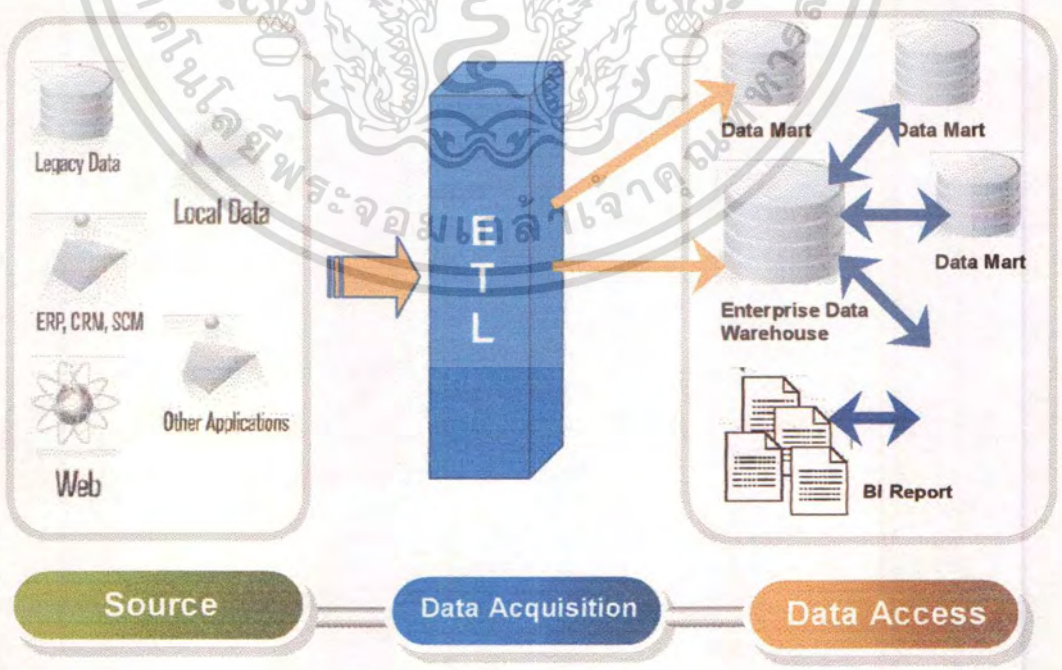 Legacy Data
Local Data
ERP, CRM, SCM
Other Applications
Web
E
T
L
Data Mart
Data Mart
Data Mart
Enterprise Data
Warehouse
BI Report
Source
Data Acquisition
Data Access